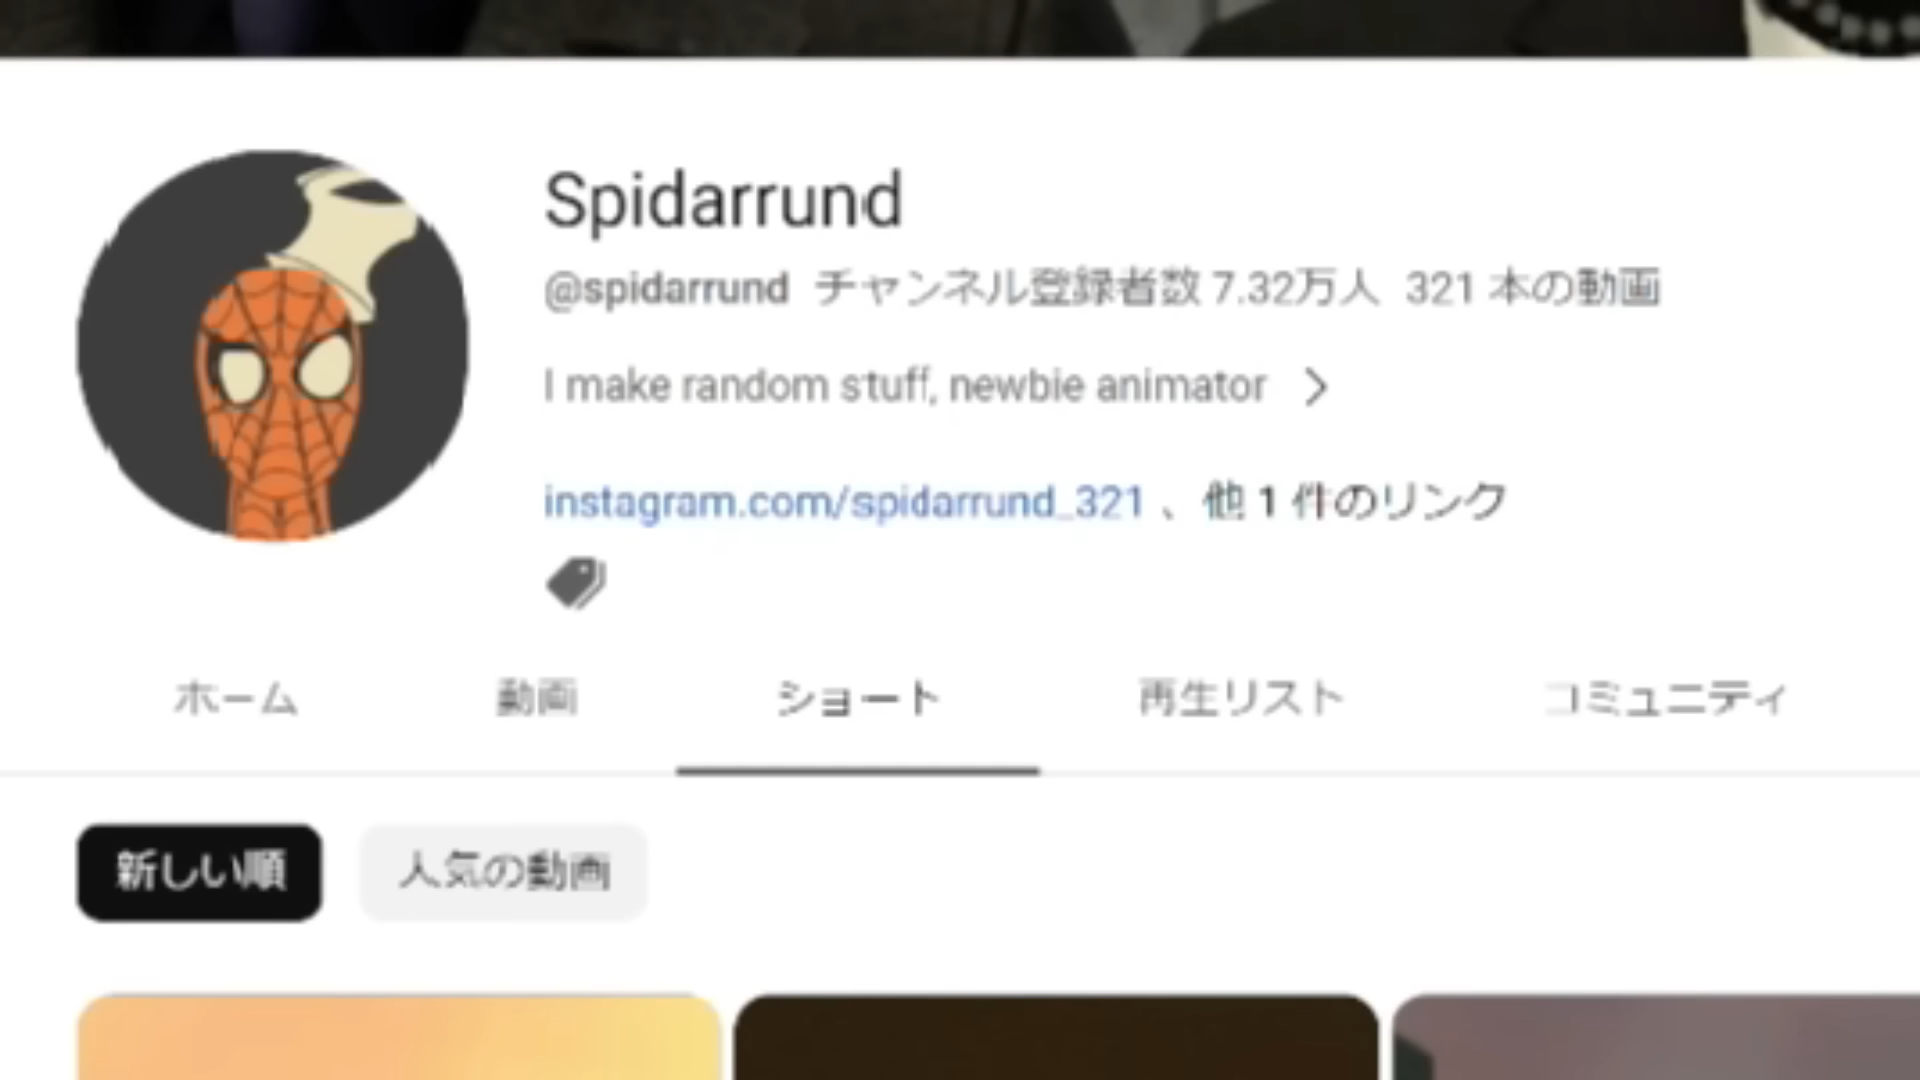 Spidarrund
@spidarrund チャンネル登録者数 7.32万人 321 本の動画
I make random stuff, newbie animator
instagram.com/spidarrund_321 、他 1 件のリンク
ホーム 動画 ショート 再生リスト コミュニティ
新しい順 人気の動画